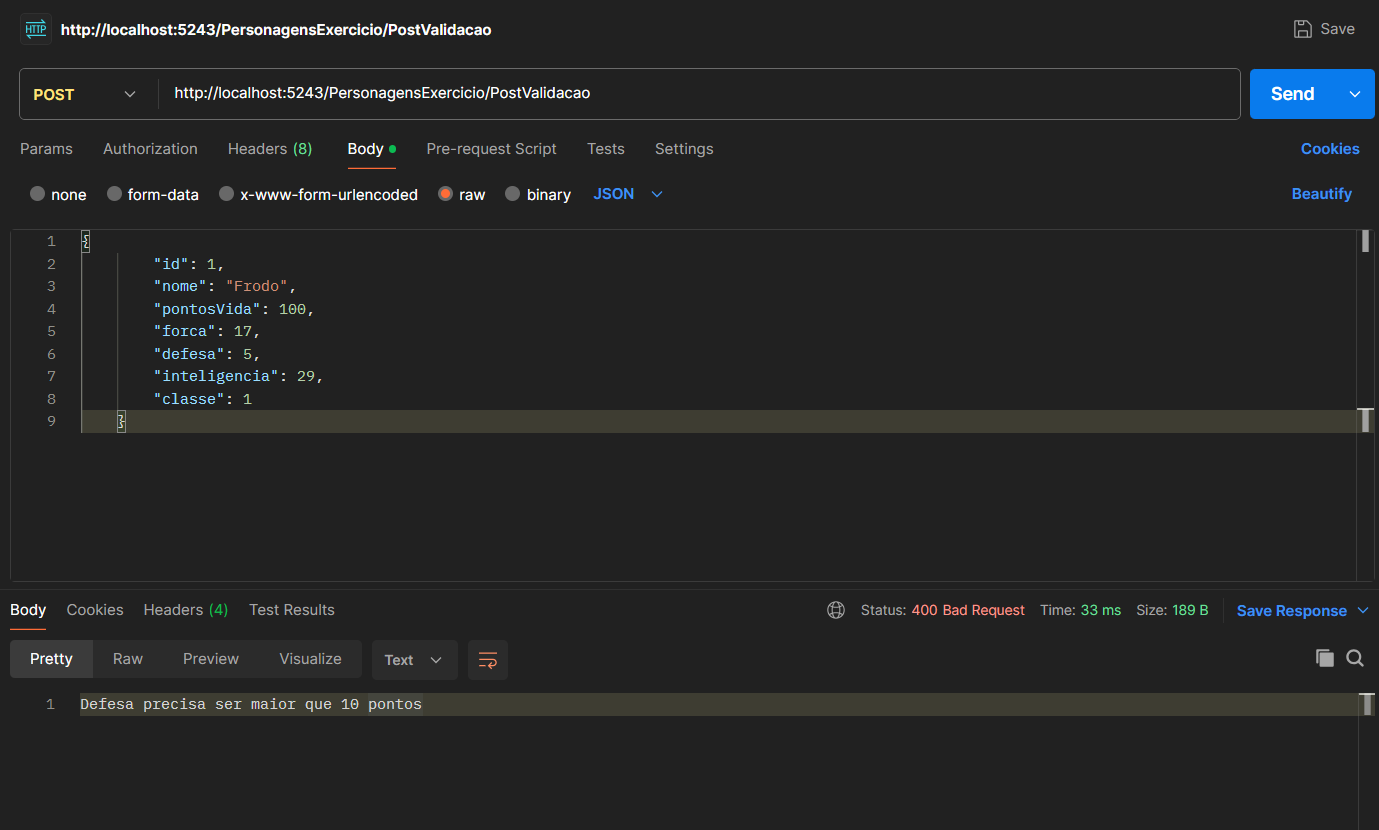 HTTP http://localhost:5243/PersonagensExercicio/PostValidacao Save
POST http://localhost:5243/PersonagensExercicio/PostValidacao Send
Params Authorization Headers (8) Body Pre-request Script Tests Settings Cookies
none form-data x-www-form-urlencoded raw binary JSON Beautify
1 {
2 "id": 1,
3 "nome": "Frodo",
4 "pontosVida": 100,
5 "forca": 17,
6 "defesa": 5,
7 "inteligencia": 29,
8 "classe": 1
9 }
Body Cookies Headers (4) Test Results Status: 400 Bad Request Time: 33 ms Size: 189 B Save Response
Pretty Raw Preview Visualize Text
1 Defesa precisa ser maior que 10 pontos